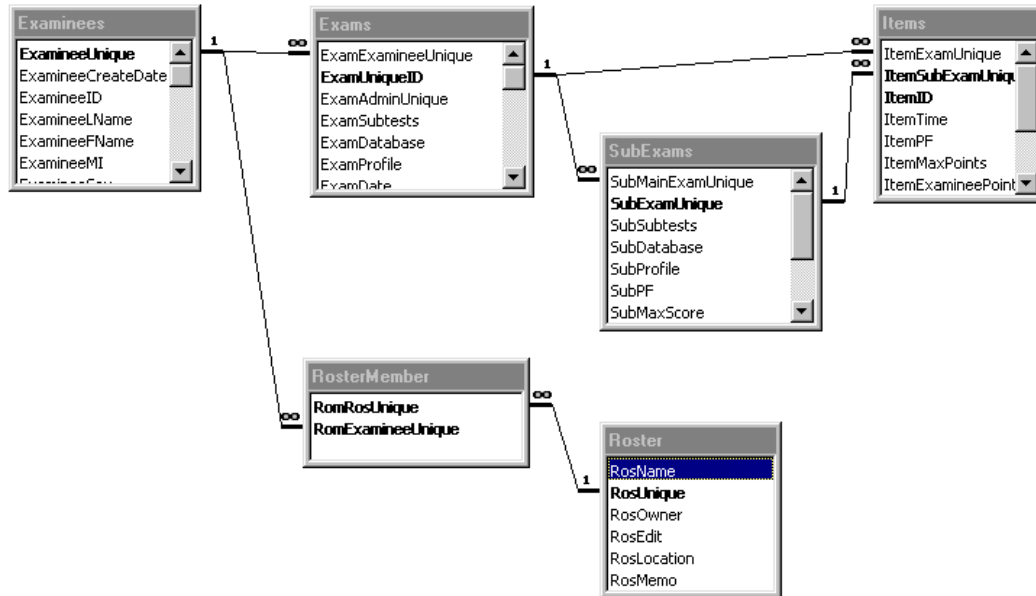 Examinees
ExamineeUnique
ExamineeCreateDate
ExamineeID
ExamineeLName
ExamineeFName
ExamineeMI
1
∞
Exams
ExamExamineeUnique
ExamUniqueID
ExamAdminUnique
ExamSubtests
ExamDatabase
ExamProfile
ExamDate
1
∞
∞
∞
Items
ItemExamUnique
ItemSubExamUniqu
ItemID
ItemTime
ItemPF
ItemMaxPoints
ItemExamineePoint
SubExams
SubMainExamUnique
SubExamUnique
SubSubtests
SubDatabase
SubProfile
SubPF
SubMaxScore
1
∞
RosterMember
RomRosUnique
RomExamineeUnique
∞
1
Roster
RosName
RosUnique
RosOwner
RosEdit
RosLocation
RosMemo